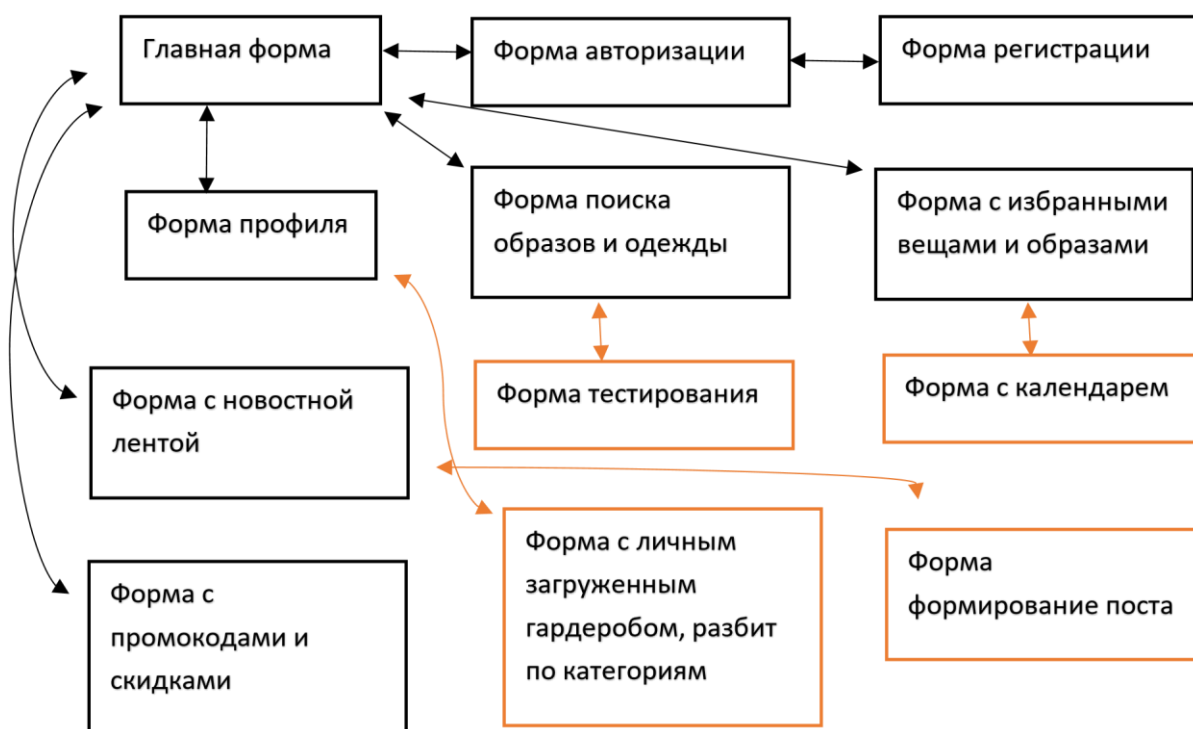 Главная форма
Форма авторизации
Форма регистрации
Форма профиля
Форма поиска
образов и одежды
Форма с избранными
вещами и образами
Форма с новостной
лентой
Форма тестирования
Форма с календарем
Форма с
промокодами и
скидками
Форма с личным
загруженным
гардеробом, разбит
по категориям
Форма
формирование поста